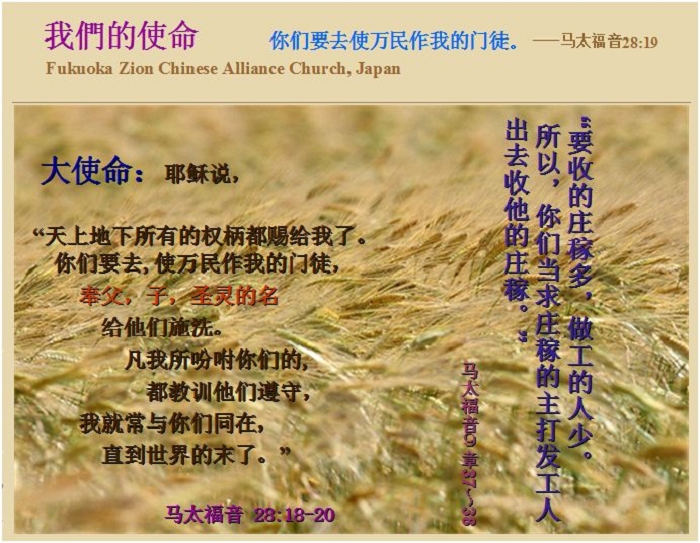 我們的使命
你们要去使万民作我的门徒。 ——马太福音28:19
Fukuoka Zion Chinese Alliance Church, Japan
大使命：耶稣说，
“天上地下所有的权柄都赐给我了。
你们要去,使万民作我的门徒，
奉父，子，圣灵的名
给他们施洗。
凡我所吩咐你们的,
都教训他们遵守，
我就常与你们同在，
直到世界的末了。”
马太福音 28:18-20
“要收的庄稼多，做工的人少。
所以，你们当求庄稼的主打发工人
出去收他的庄稼。”
马太福音9章37~38